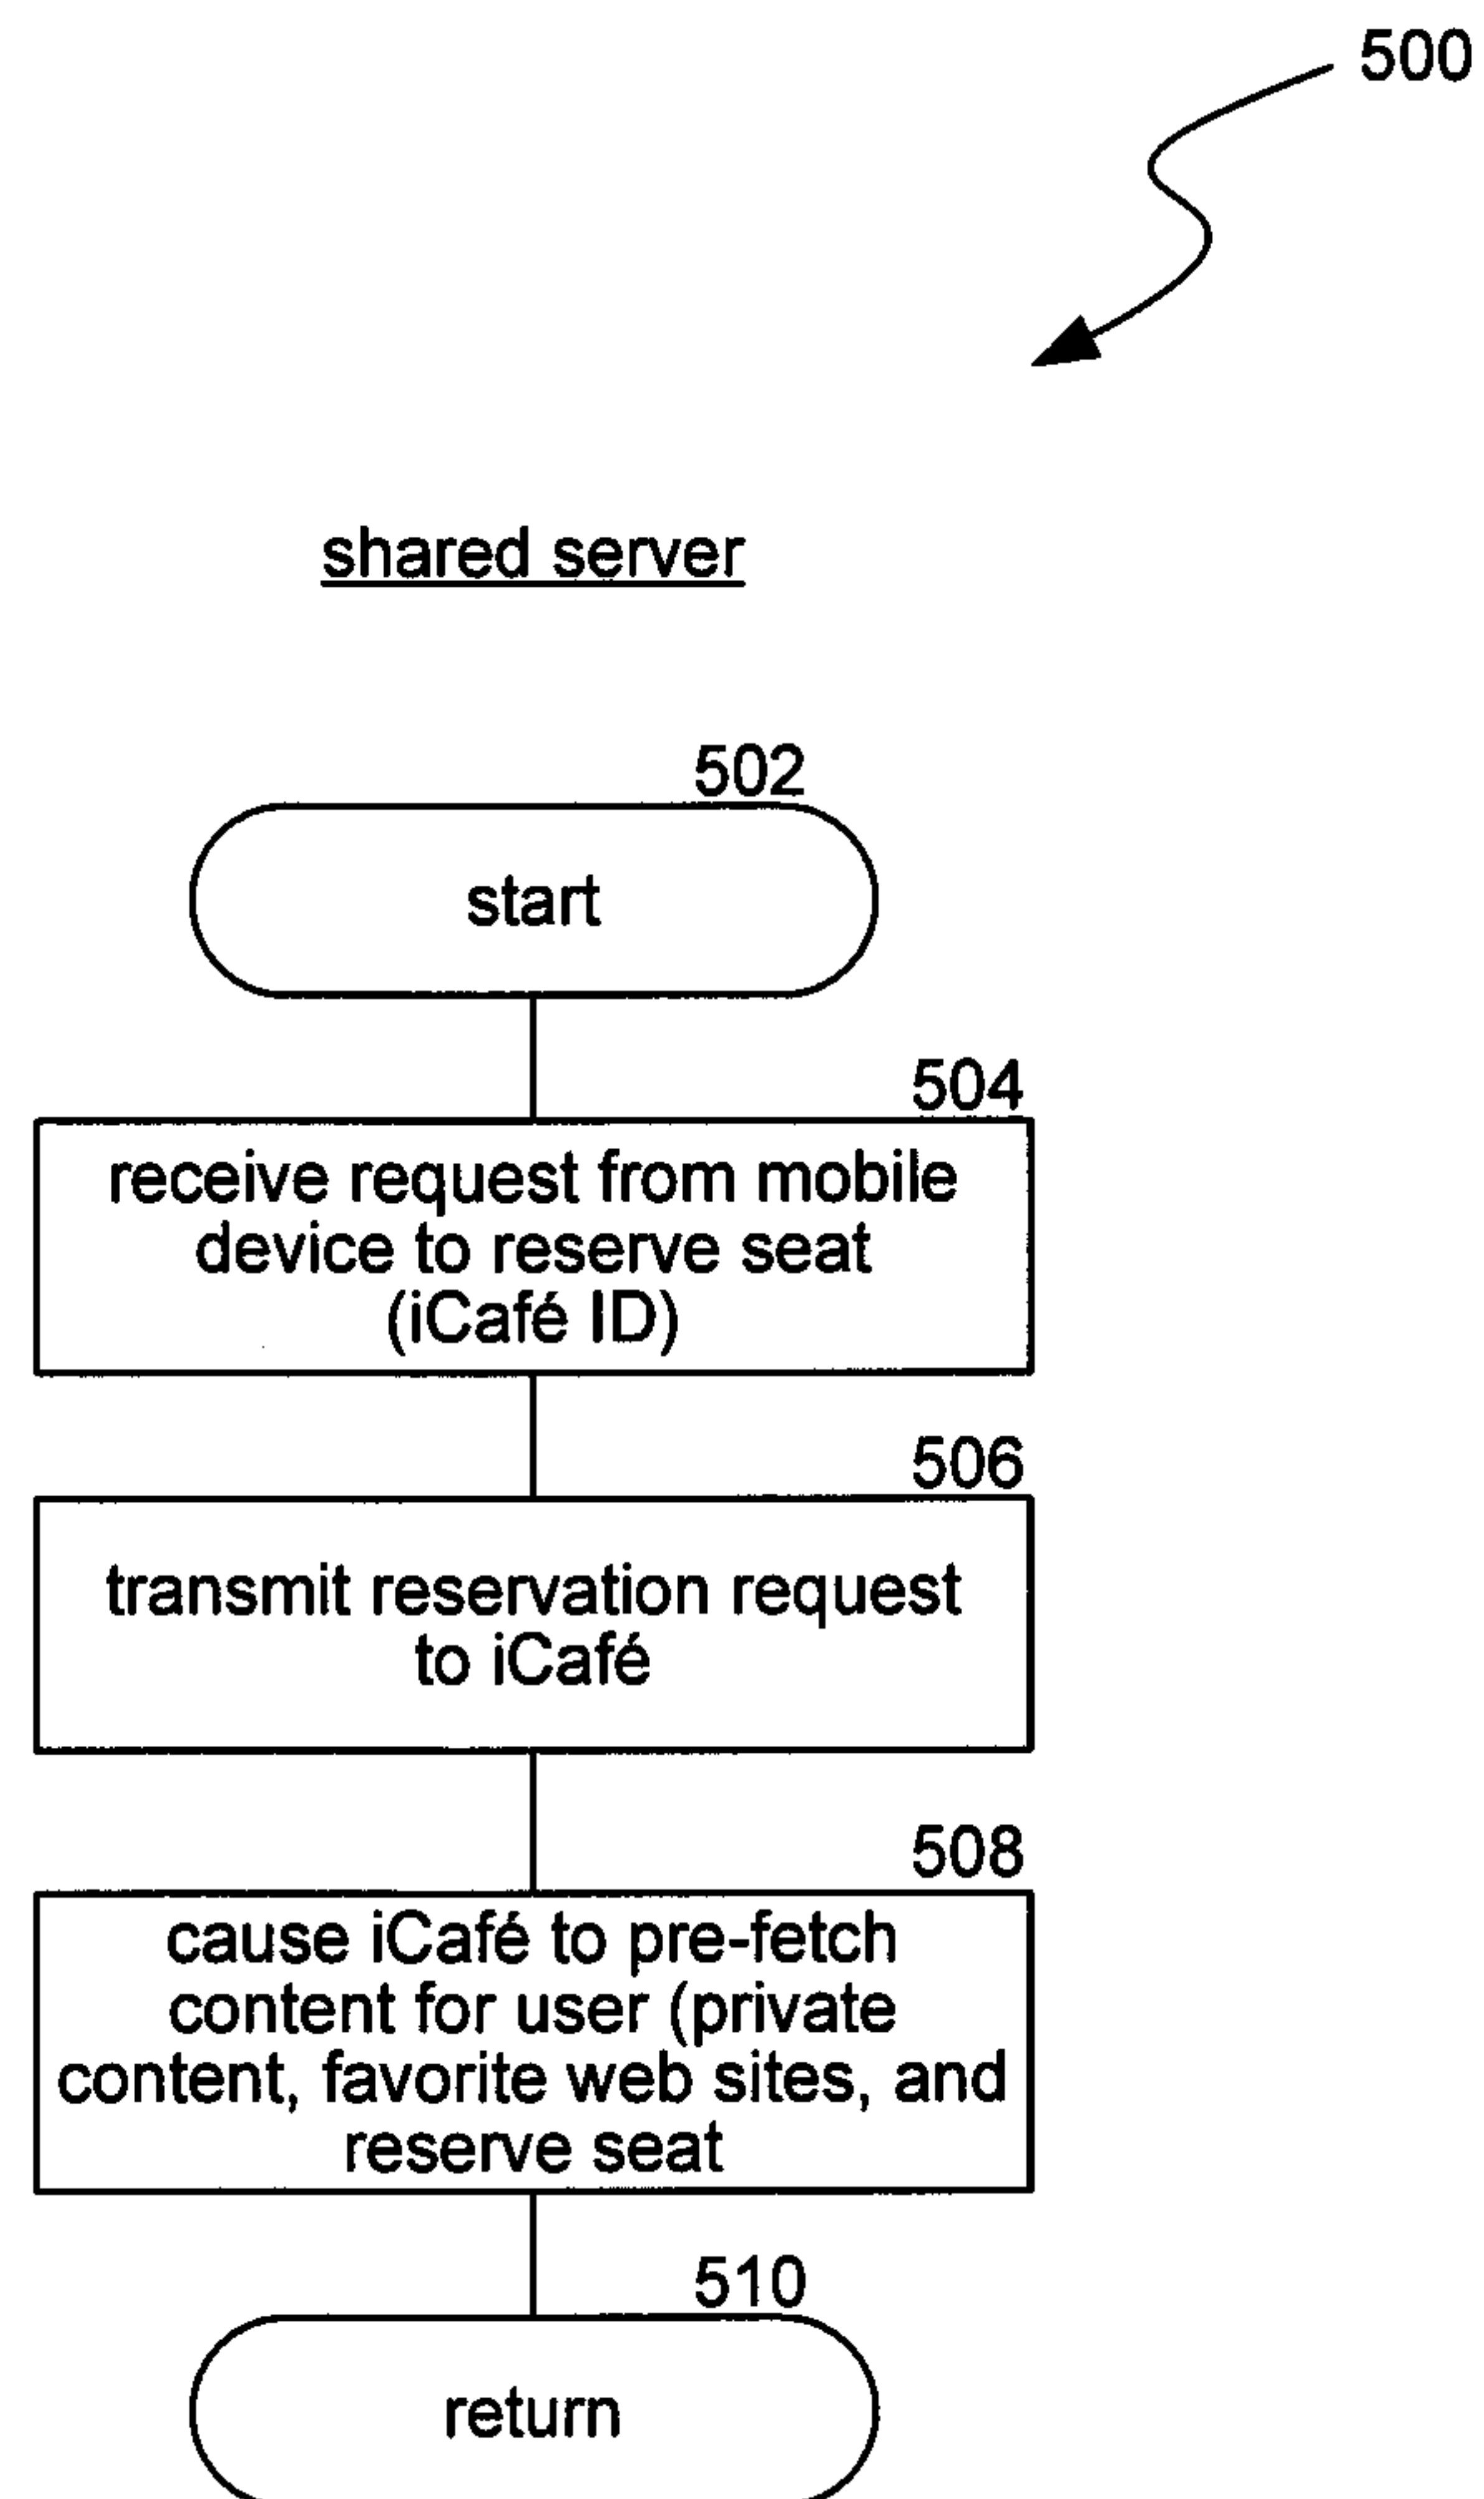 500
shared server
502
start
504
receive request from mobile
device to reserve seat
(iCafé ID)
506
transmit reservation request
to iCafé
508
cause iCafé to pre-fetch
content for user (private
content, favorite web sites, and
reserve seat
510
return